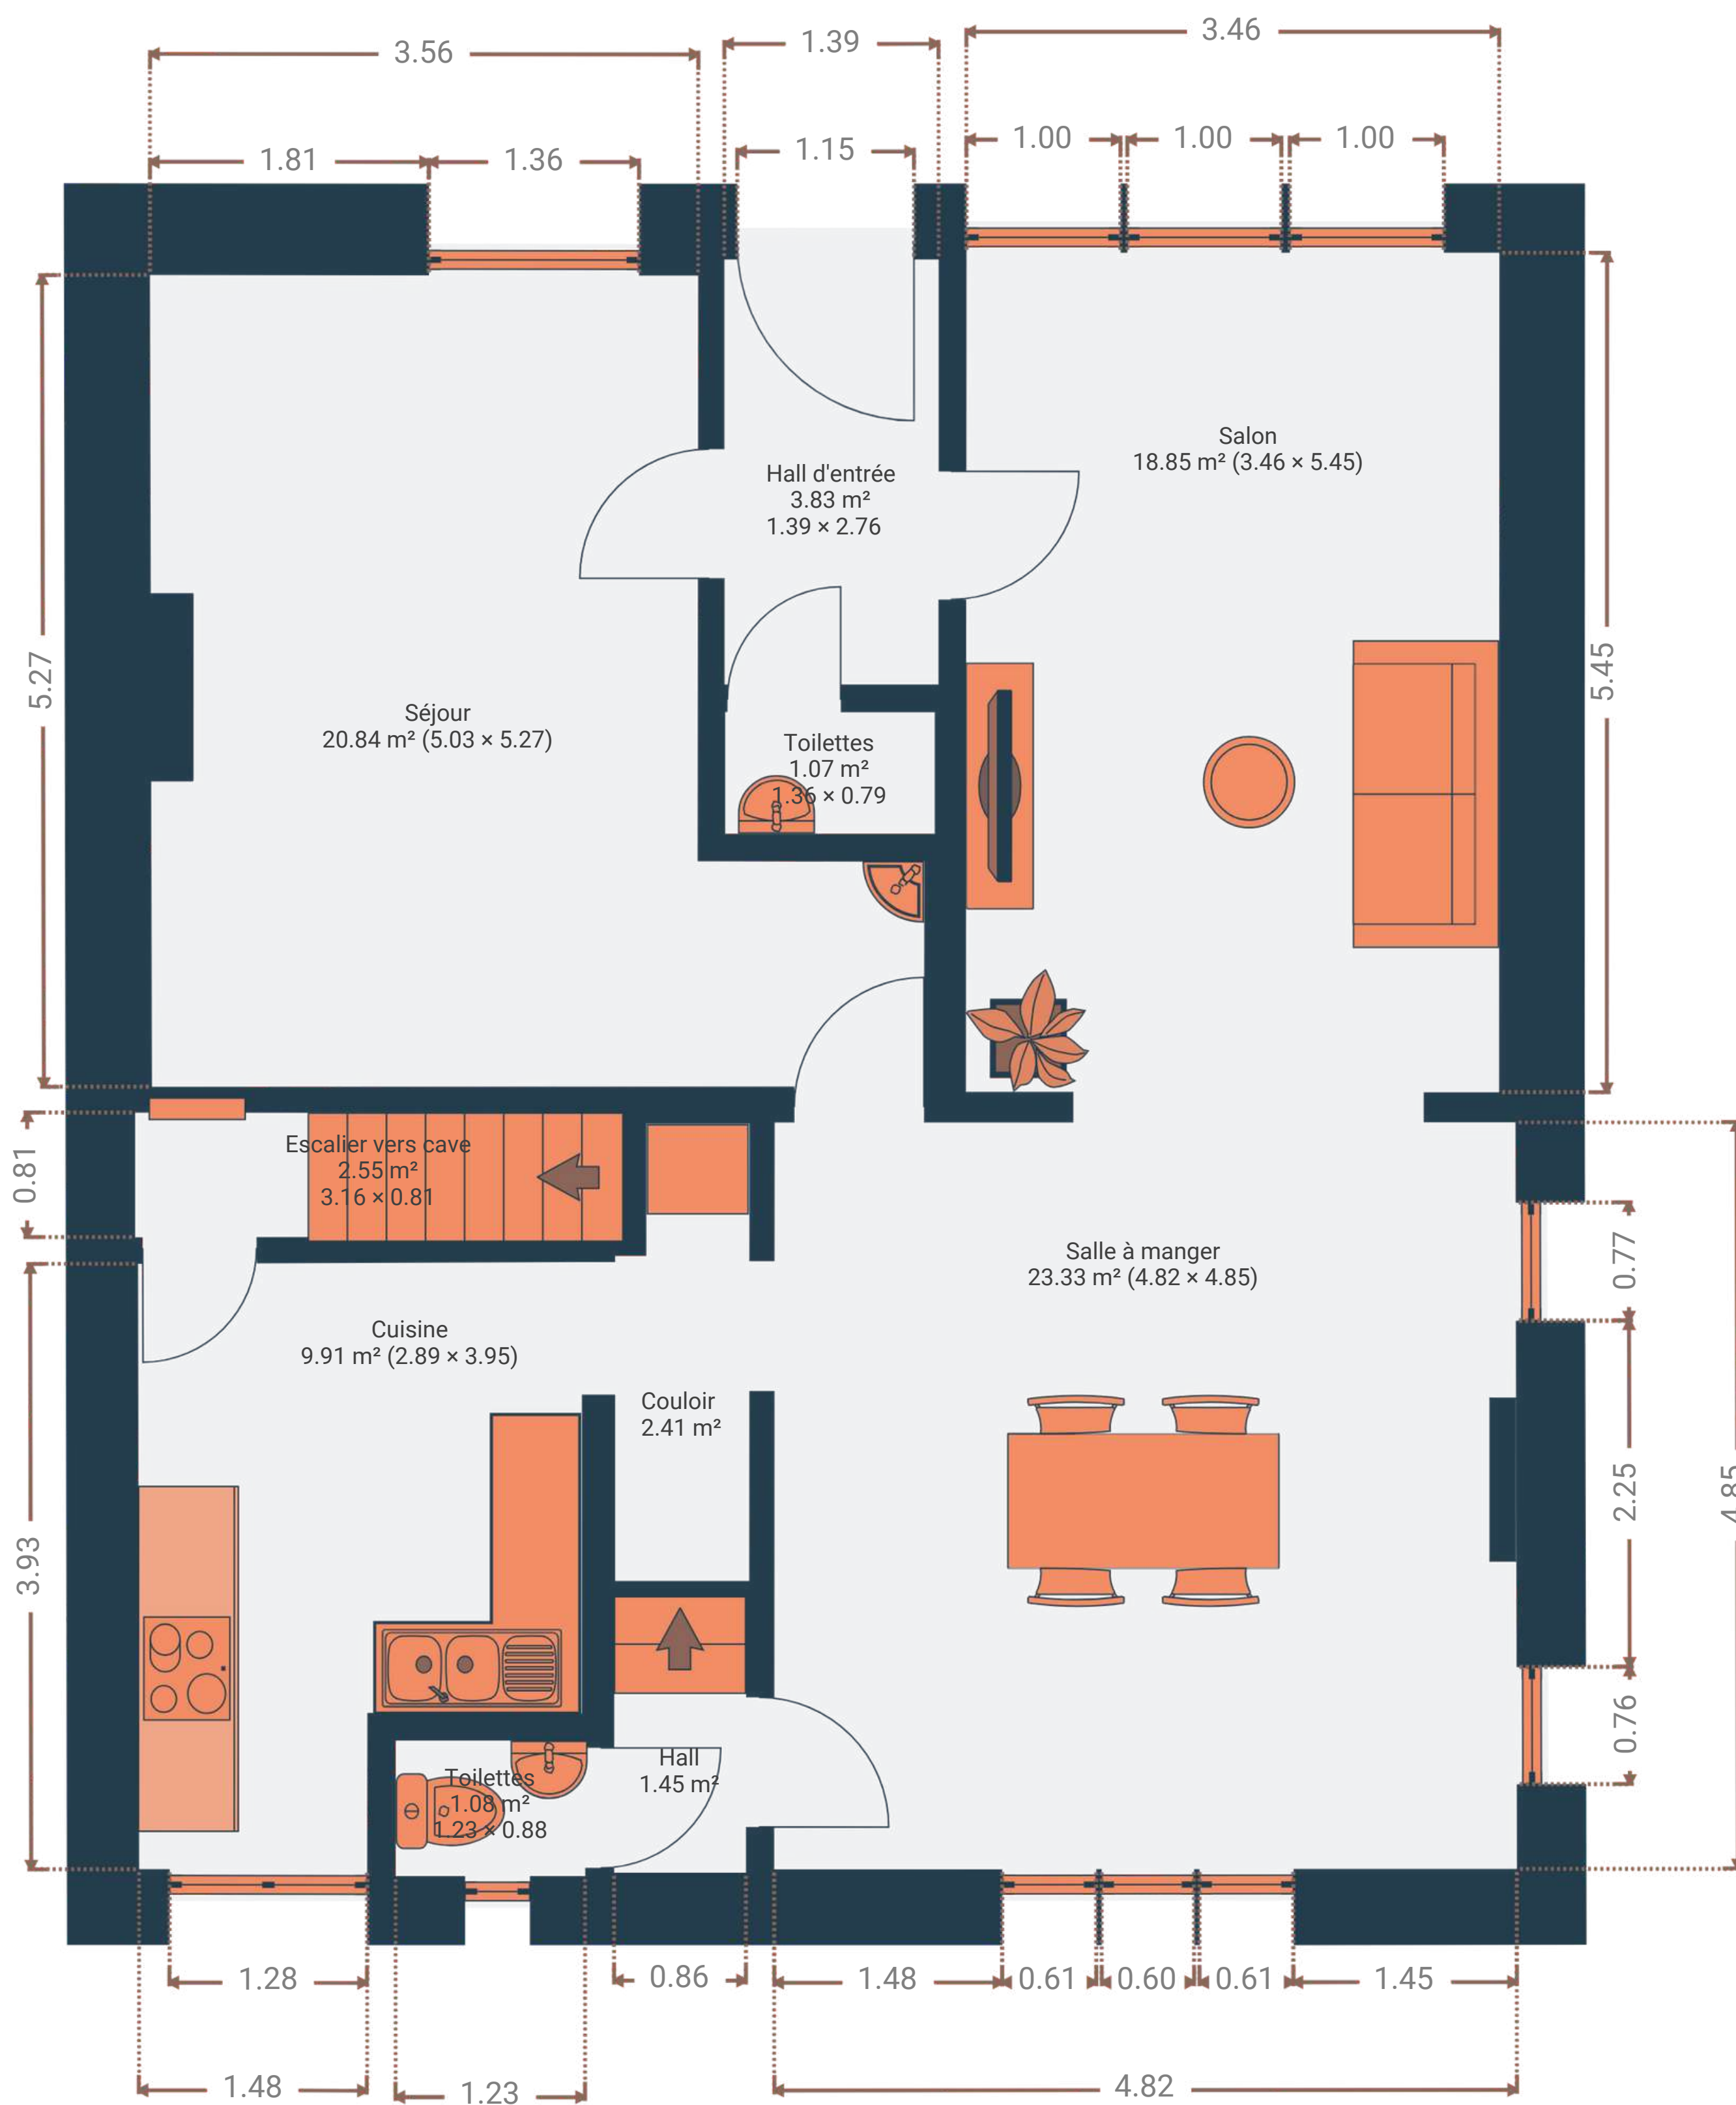 3.56
1.39
3.46
1.81
1.36
1.15
1.00
1.00
1.00
Salon
18.85 m² (3.46 × 5.45)
Hall d'entrée
3.83 m²
1.39 × 2.76
5.27
5.45
Séjour
20.84 m² (5.03 × 5.27)
Toilettes
1.07 m²
1.36 × 0.79
0.81
Escalier vers cave
2.55 m²
3.16 × 0.81
Salle à manger
23.33 m² (4.82 × 4.85)
0.77
Cuisine
9.91 m² (2.89 × 3.95)
Couloir
2.41 m²
2.25
4.85
3.93
0.76
Hall
1.45 m²
Toilettes
1.08 m²
1.23 × 0.88
1.28
0.86
1.48
0.61
0.60
0.61
1.45
1.48
1.23
4.82